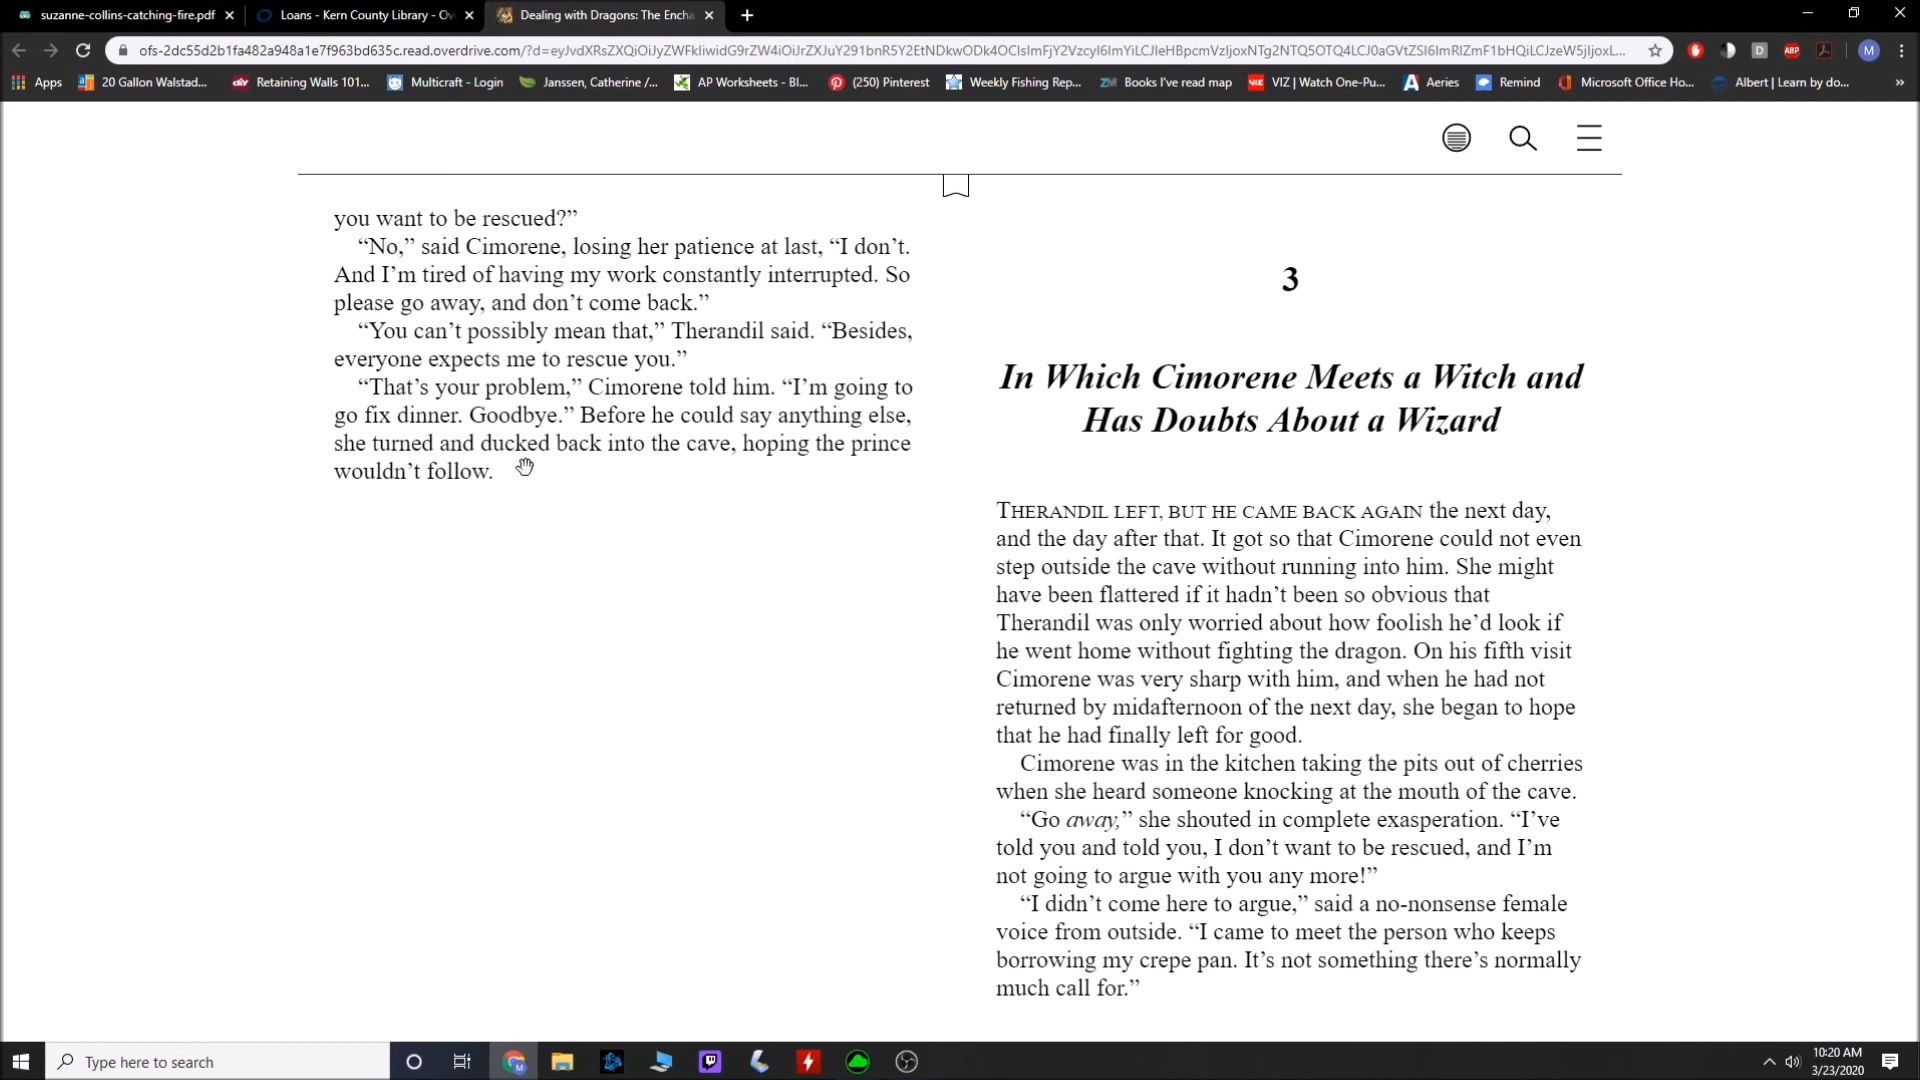 suzanne-collins-catching-fire.pdf
Loans - Kern County Library - Ov
Dealing with Dragons: The Encha
ofs-2dc55d2b1fa482a948a1e7f963bd635c.read.overdrive.com/
Apps
20 Gallon Walstad...
Retaining Walls 101...
Multicraft - Login
Janssen, Catherine /...
AP Worksheets - Bl...
(250) Pinterest
Weekly Fishing Rep...
Books I've read map
VIZ | Watch One-Pu...
Aeries
Remind
Microsoft Office Ho...
Albert | Learn by do...
you want to be rescued?”
“No,” said Cimorene, losing her patience at last, “I don’t.
And I’m tired of having my work constantly interrupted. So
please go away, and don’t come back.”
“You can’t possibly mean that,” Therandil said. “Besides,
everyone expects me to rescue you.”
“That’s your problem,” Cimorene told him. “I’m going to
go fix dinner. Goodbye.” Before he could say anything else,
she turned and ducked back into the cave, hoping the prince
wouldn’t follow.
3
In Which Cimorene Meets a Witch and
Has Doubts About a Wizard
THERANDIL LEFT, BUT HE CAME BACK AGAIN the next day,
and the day after that. It got so that Cimorene could not even
step outside the cave without running into him. She might
have been flattered if it hadn’t been so obvious that
Therandil was only worried about how foolish he’d look if
he went home without fighting the dragon. On his fifth visit
Cimorene was very sharp with him, and when he had not
returned by midafternoon of the next day, she began to hope
that he had finally left for good.
Cimorene was in the kitchen taking the pits out of cherries
when she heard someone knocking at the mouth of the cave.
“Go away,” she shouted in complete exasperation. “I’ve
told you and told you, I don’t want to be rescued, and I’m
not going to argue with you any more!”
“I didn’t come here to argue,” said a no-nonsense female
voice from outside. “I came to meet the person who keeps
borrowing my crepe pan. It’s not something there’s normally
much call for.”
Type here to search
10:20 AM
3/23/2020